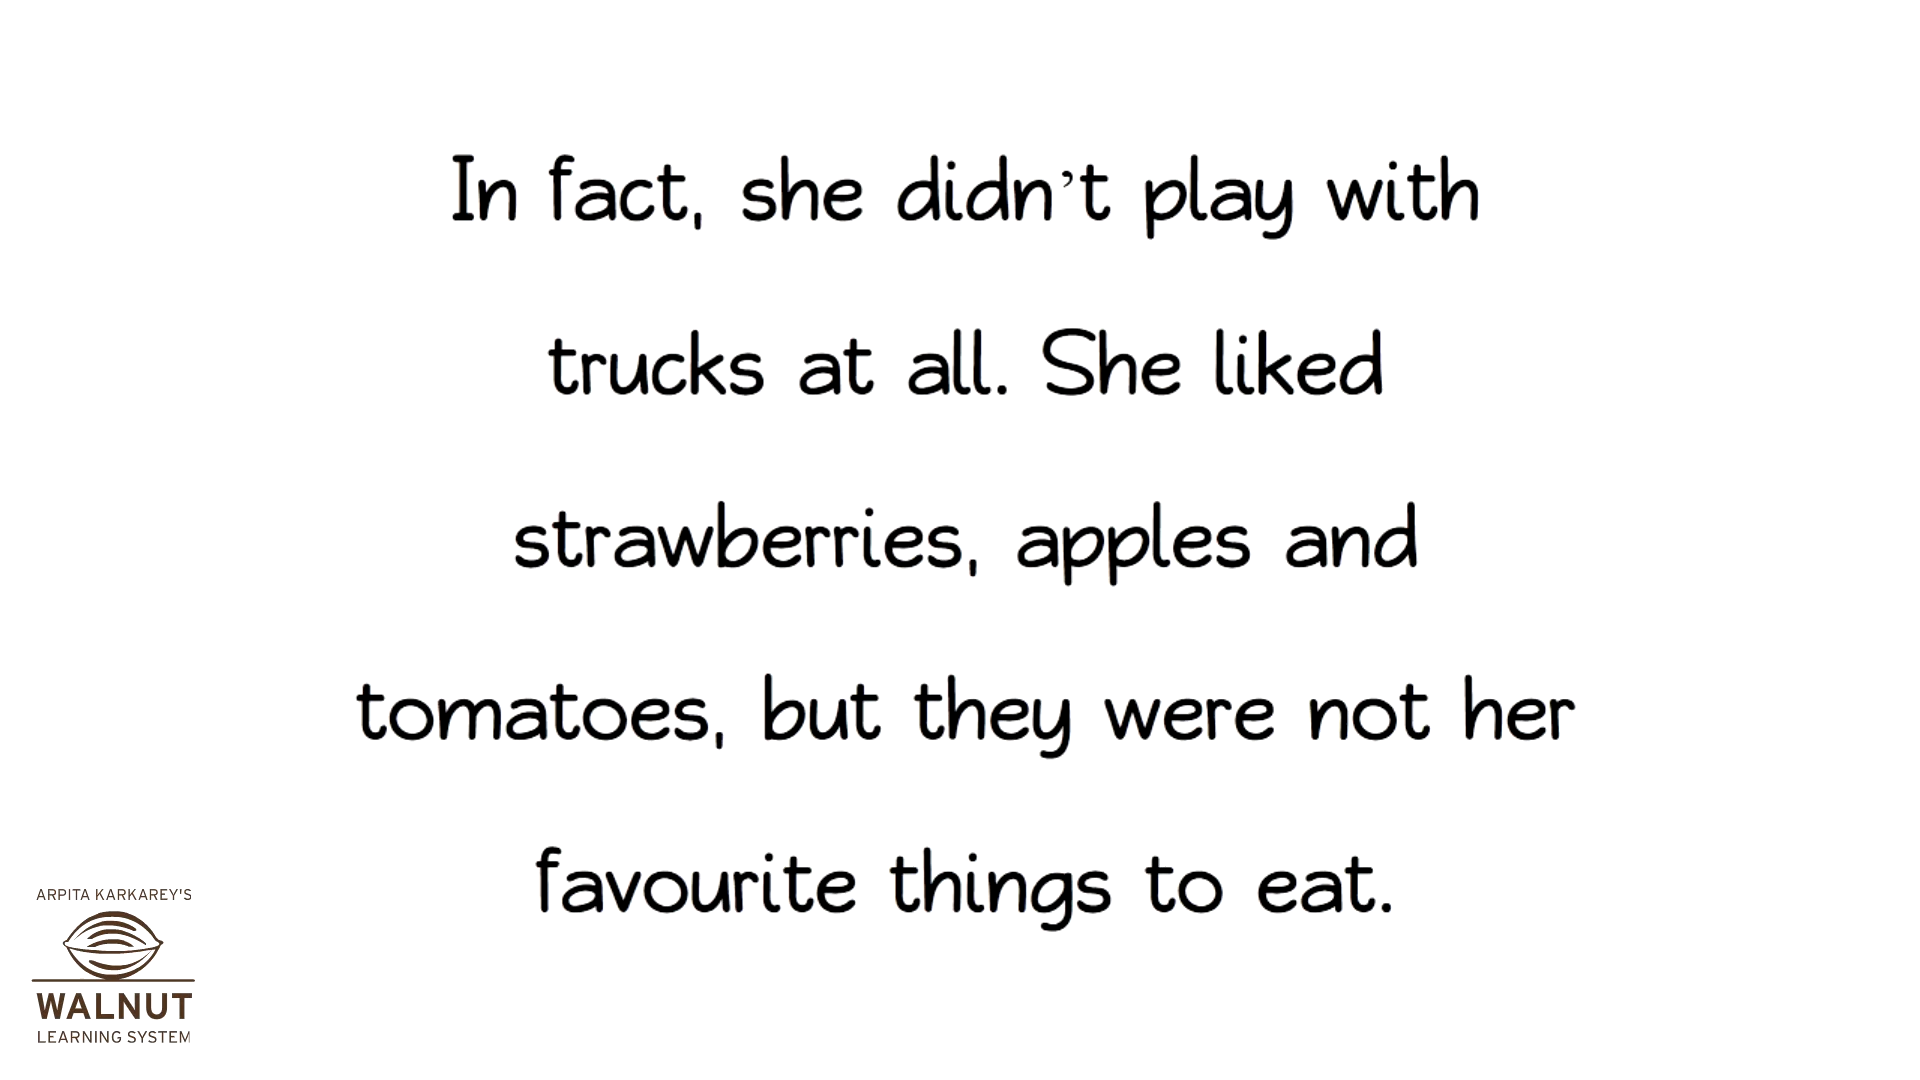 In fact, she didn’t play with
trucks at all. She liked
strawberries, apples and
tomatoes, but they were not her
favourite things to eat.
ARPITA KARKAREY'S
WALNUT
LEARNING SYSTEM